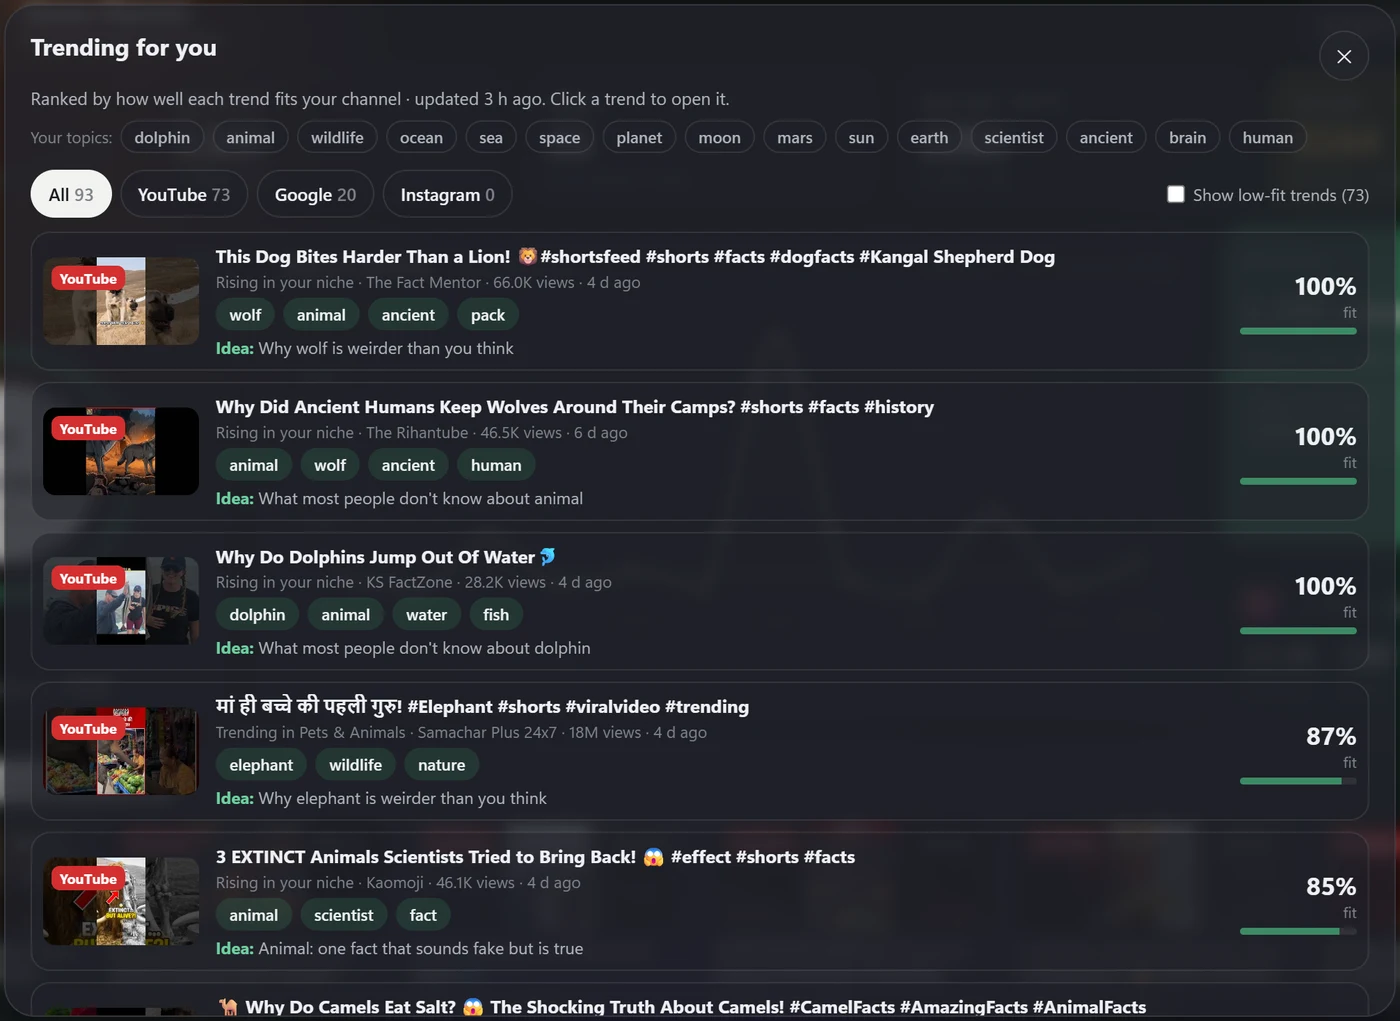 Trending for you
Ranked by how well each trend fits your channel · updated 3 h ago. Click a trend to open it.
Your topics: dolphin animal wildlife ocean sea space planet moon mars sun earth scientist ancient brain human
All 93 YouTube 73 Google 20 Instagram 0 Show low-fit trends (73)
YouTube
This Dog Bites Harder Than a Lion! 🦁#shortsfeed #shorts #facts #dogfacts #Kangal Shepherd Dog
Rising in your niche · The Fact Mentor · 66.0K views · 4 d ago
wolf animal ancient pack
Idea: Why wolf is weirder than you think
100%
fit
YouTube
Why Did Ancient Humans Keep Wolves Around Their Camps? #shorts #facts #history
Rising in your niche · The Rihantube · 46.5K views · 6 d ago
animal wolf ancient human
Idea: What most people don't know about animal
100%
fit
YouTube
Why Do Dolphins Jump Out Of Water 🐬
Rising in your niche · KS FactZone · 28.2K views · 4 d ago
dolphin animal water fish
Idea: What most people don't know about dolphin
100%
fit
YouTube
मां ही बच्चे की पहली गुरु! #Elephant #shorts #viralvideo #trending
Trending in Pets & Animals · Samachar Plus 24x7 · 18M views · 4 d ago
elephant wildlife nature
Idea: Why elephant is weirder than you think
87%
fit
YouTube
3 EXTINCT Animals Scientists Tried to Bring Back! 😱 #effect #shorts #facts
Rising in your niche · Kaomoji · 46.1K views · 4 d ago
animal scientist fact
Idea: Animal: one fact that sounds fake but is true
85%
fit
🐪 Why Do Camels Eat Salt? 😱 The Shocking Truth About Camels! #CamelFacts #AmazingFacts #AnimalFacts